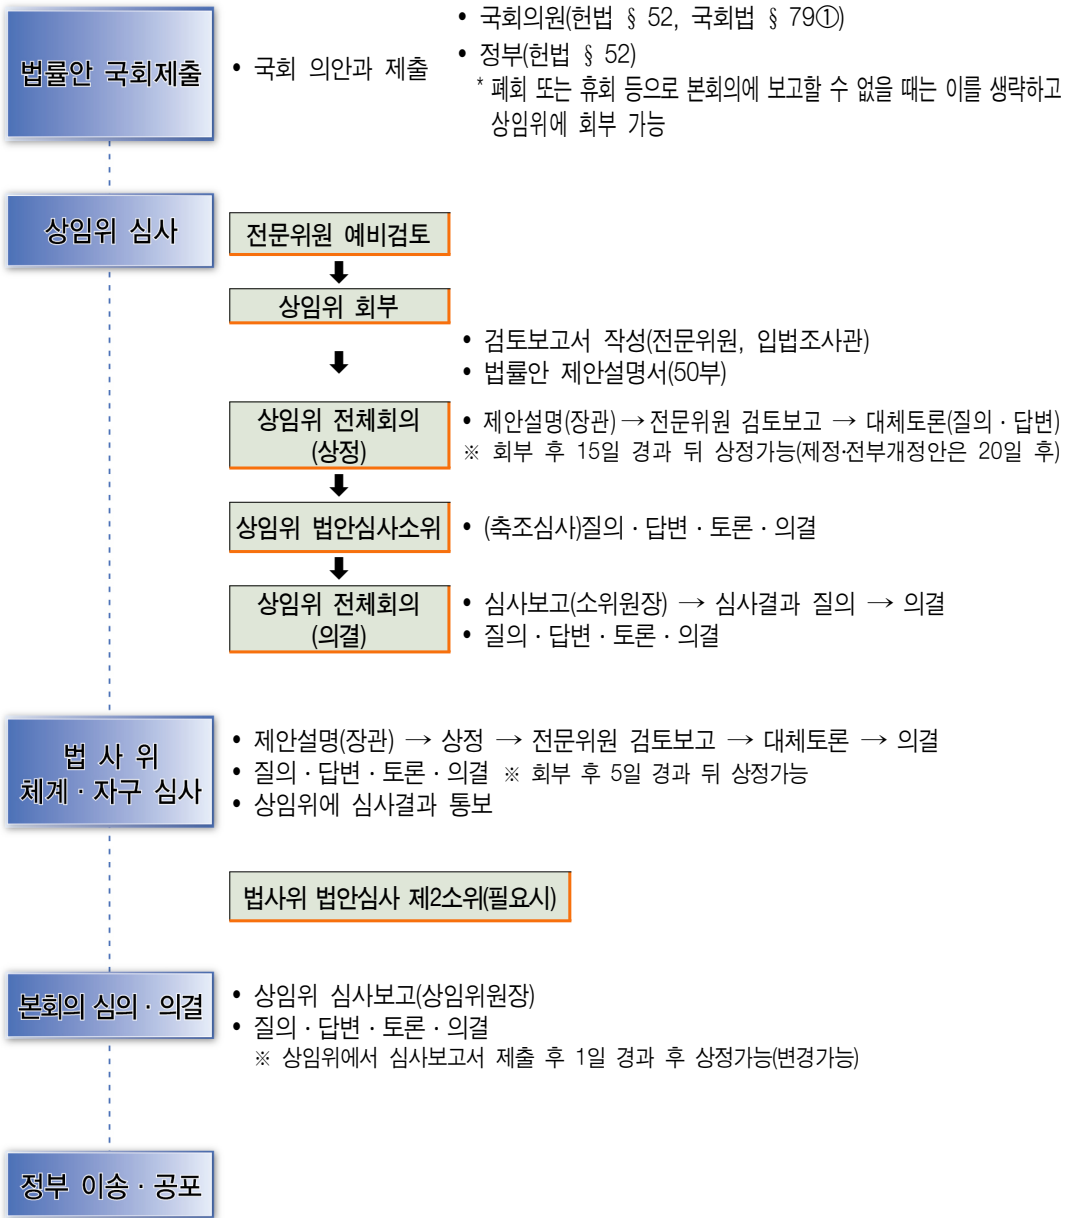 법률안 국회제출
• 국회 의안과 제출
• 국회의원(헌법 § 52, 국회법 § 79①)
• 정부(헌법 § 52)
* 폐회 또는 휴회 등으로 본회의에 보고할 수 없을 때는 이를 생략하고
상임위에 회부 가능
상임위 심사
전문위원 예비검토
⬇
상임위 회부
⬇
• 검토보고서 작성(전문위원, 입법조사관)
• 법률안 제안설명서(50부)
상임위 전체회의
(상정)
• 제안설명(장관) → 전문위원 검토보고 → 대체토론(질의 · 답변)
※ 회부 후 15일 경과 뒤 상정가능(제정·전부개정안은 20일 후)
⬇
상임위 법안심사소위
• (축조심사)질의 · 답변 · 토론 · 의결
⬇
상임위 전체회의
(의결)
• 심사보고(소위원장) → 심사결과 질의 → 의결
• 질의 · 답변 · 토론 · 의결
법 사 위
체계 · 자구 심사
• 제안설명(장관) → 상정 → 전문위원 검토보고 → 대체토론 → 의결
• 질의 · 답변 · 토론 · 의결 ※ 회부 후 5일 경과 뒤 상정가능
• 상임위에 심사결과 통보
법사위 법안심사 제2소위(필요시)
본회의 심의 · 의결
• 상임위 심사보고(상임위원장)
• 질의 · 답변 · 토론 · 의결
※ 상임위에서 심사보고서 제출 후 1일 경과 후 상정가능(변경가능)
정부 이송 · 공포